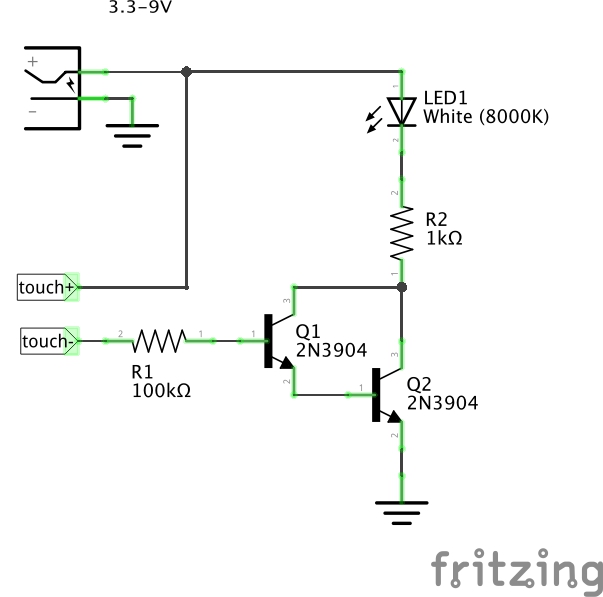 3.3-9V
+
-
1
LED1
White (8000K)
2
2
R2
1kΩ
1
touch+
3
touch-
2
1
1
Q1
2N3904
R1
100kΩ
2
3
1
Q2
2N3904
2
fritzing